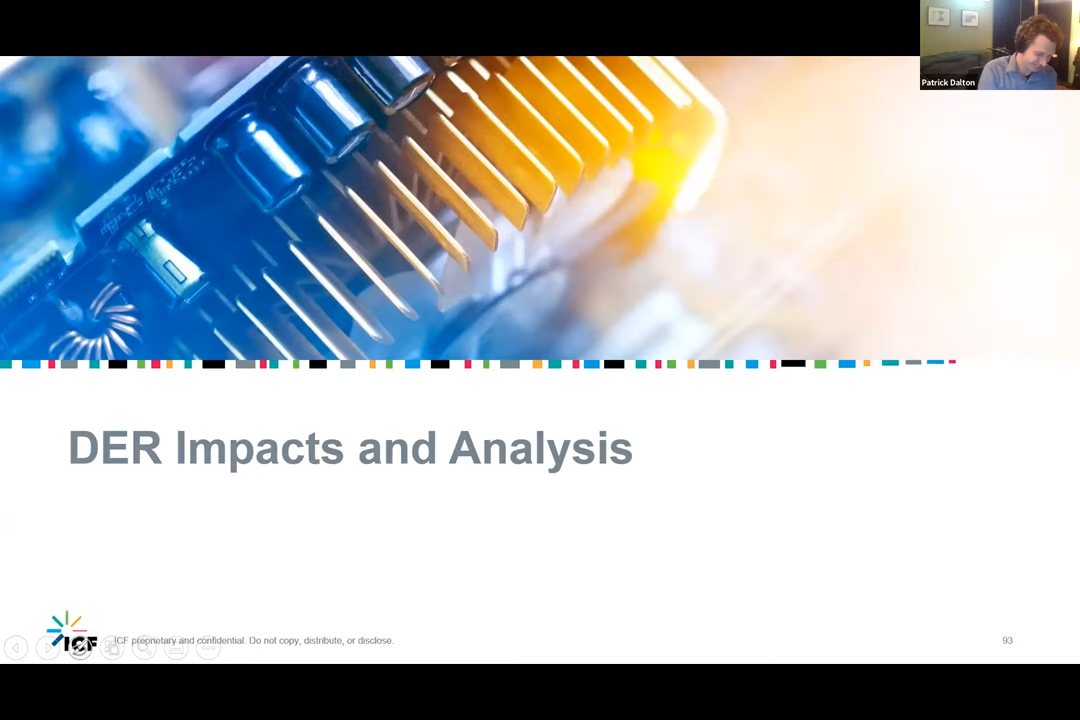 Patrick Dalton
DER Impacts and Analysis
ICF
ICF proprietary and confidential. Do not copy, distribute, or disclose.
93